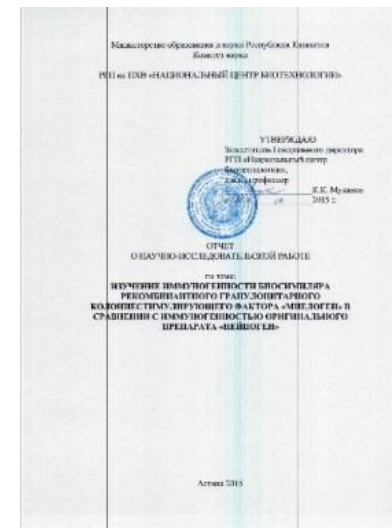 Министерство образования и науки Республики Казахстан
Комитет науки
РГП на ПХВ «НАЦИОНАЛЬНЫЙ ЦЕНТР БИОТЕХНОЛОГИИ»
УТВЕРЖДАЮ
Заместитель Генерального директора
РГП «Национальный центр
биотехнологии»,
профессор
К.К. Муканов
2015 г.
ОТЧЕТ
О НАУЧНО-ИССЛЕДОВАТЕЛЬСКОЙ РАБОТЕ
по теме:
ИЗУЧЕНИЕ ИММУНОГЕННОСТИ БИОСИМИЛЯРА
РЕКОМБИНАНТНОГО ГРАНУЛОЦИТАРНОГО
КОЛОНИЕСТИМУЛИРУЮЩЕГО ФАКТОРА «МИЕЛОГЕН» В
СРАВНЕНИИ С ИММУНОГЕННОСТЬЮ ОРИГИНАЛЬНОГО
ПРЕПАРАТА «НЕЙПОГЕН»
Астана 2015